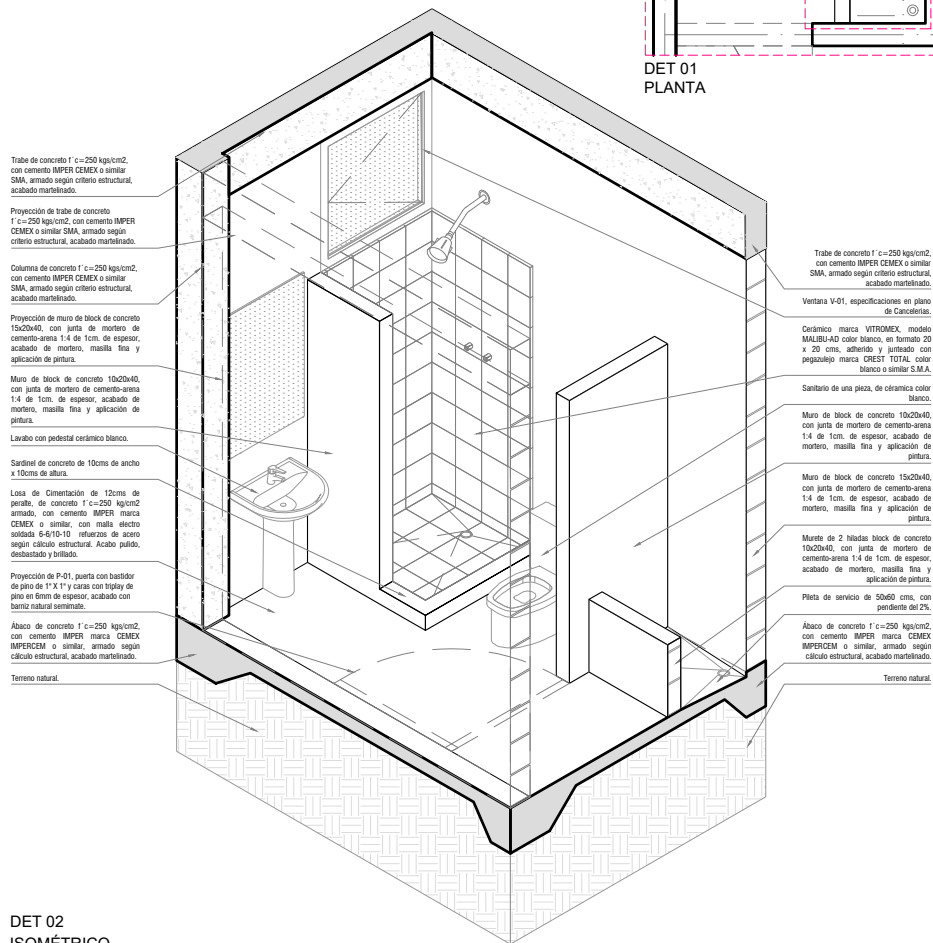 DET 01
PLANTA
Trabe de concreto f´c=250 kgs/cm2,
con cemento IMPER CEMEX o similar
SMA, armado según criterio estructural,
acabado martelinado.
Proyección de trabe de concreto
f´c=250 kgs/cm2, con cemento IMPER
CEMEX o similar SMA, armado según
criterio estructural, acabado martelinado.
Columna de concreto f´c=250 kgs/cm2,
con cemento IMPER CEMEX o similar
SMA, armado según criterio estructural,
acabado martelinado.
Proyección de muro de block de concreto
15x20x40, con junta de mortero de
cemento-arena 1:4 de 1cm. de espesor,
acabado de mortero, masilla fina y
aplicación de pintura.
Muro de block de concreto 10x20x40,
con junta de mortero de cemento-arena
1:4 de 1cm. de espesor, acabado de
mortero, masilla fina y aplicación de
pintura.
Lavabo con pedestal cerámico blanco.
Sardinel de concreto de 10cms de ancho
x 10cms de altura.
Losa de Cimentación de 12cms de
peralte, de concreto f´c=250 kg/cm2
armado, con cemento IMPER marca
CEMEX o similar, con malla electro
soldada 6-6/10-10 refuerzos de acero
según cálculo estructural. Acabo pulido,
desbastado y brillado.
Proyección de P-01, puerta con bastidor
de pino de 1" X 1" y caras con triplay de
pino en 6mm de espesor, acabado con
barniz natural semimate.
Ábaco de concreto f´c=250 kgs/cm2,
con cemento IMPER marca CEMEX
IMPERCEM o similar, armado según
cálculo estructural, acabado martelinado.
Terreno natural.
Trabe de concreto f´c=250 kgs/cm2,
con cemento IMPER CEMEX o similar
SMA, armado según criterio estructural,
acabado martelinado.
Ventana V-01, especificaciones en plano
de Cancelerias.
Cerámico marca VITROMEX, modelo
MALIBU-AD color blanco, en formato 20
x 20 cms, adherido y junteado con
pegazulejo marca CREST TOTAL color
blanco o similar S.M.A.
Sanitario de una pieza, de céramica color
blanco.
Muro de block de concreto 10x20x40,
con junta de mortero de cemento-arena
1:4 de 1cm. de espesor, acabado de
mortero, masilla fina y aplicación de
pintura.
Muro de block de concreto 15x20x40,
con junta de mortero de cemento-arena
1:4 de 1cm. de espesor, acabado de
mortero, masilla fina y aplicación de
pintura.
Murete de 2 hiladas block de concreto
10x20x40, con junta de mortero de
cemento-arena 1:4 de 1cm. de espesor,
acabado de mortero, masilla fina y
aplicación de pintura.
Pileta de servicio de 50x60 cms, con
pendiente del 2%.
Ábaco de concreto f´c=250 kgs/cm2,
con cemento IMPER marca CEMEX
IMPERCEM o similar, armado según
cálculo estructural, acabado martelinado.
Terreno natural.
DET 02
ISOMÉTRICO